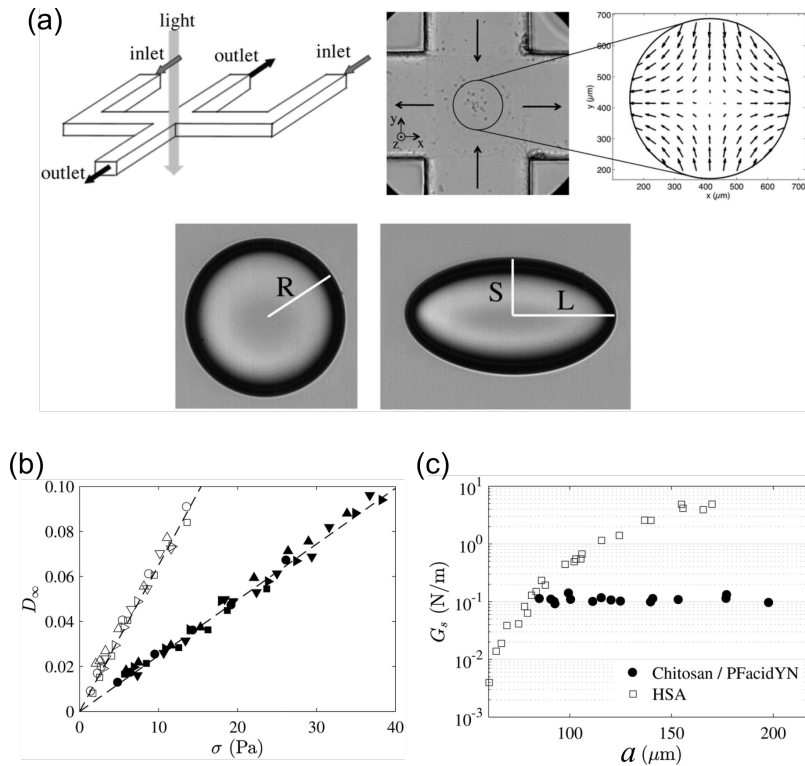 (a)
light
inlet
outlet
inlet
outlet
y
z
x
700
600
500
400
300
200
y (μm)
200 300 400 500 600 700
x (μm)
R
S
L
(b)
0.10
0.08
0.06
0.04
0.02
0
D∞
0 10 20 30 40
σ (Pa)
(c)
10¹
10⁰
10⁻¹
10⁻²
10⁻³
Gₛ (N/m)
Chitosan / PFacidYN
HSA
100 150 200
a (μm)